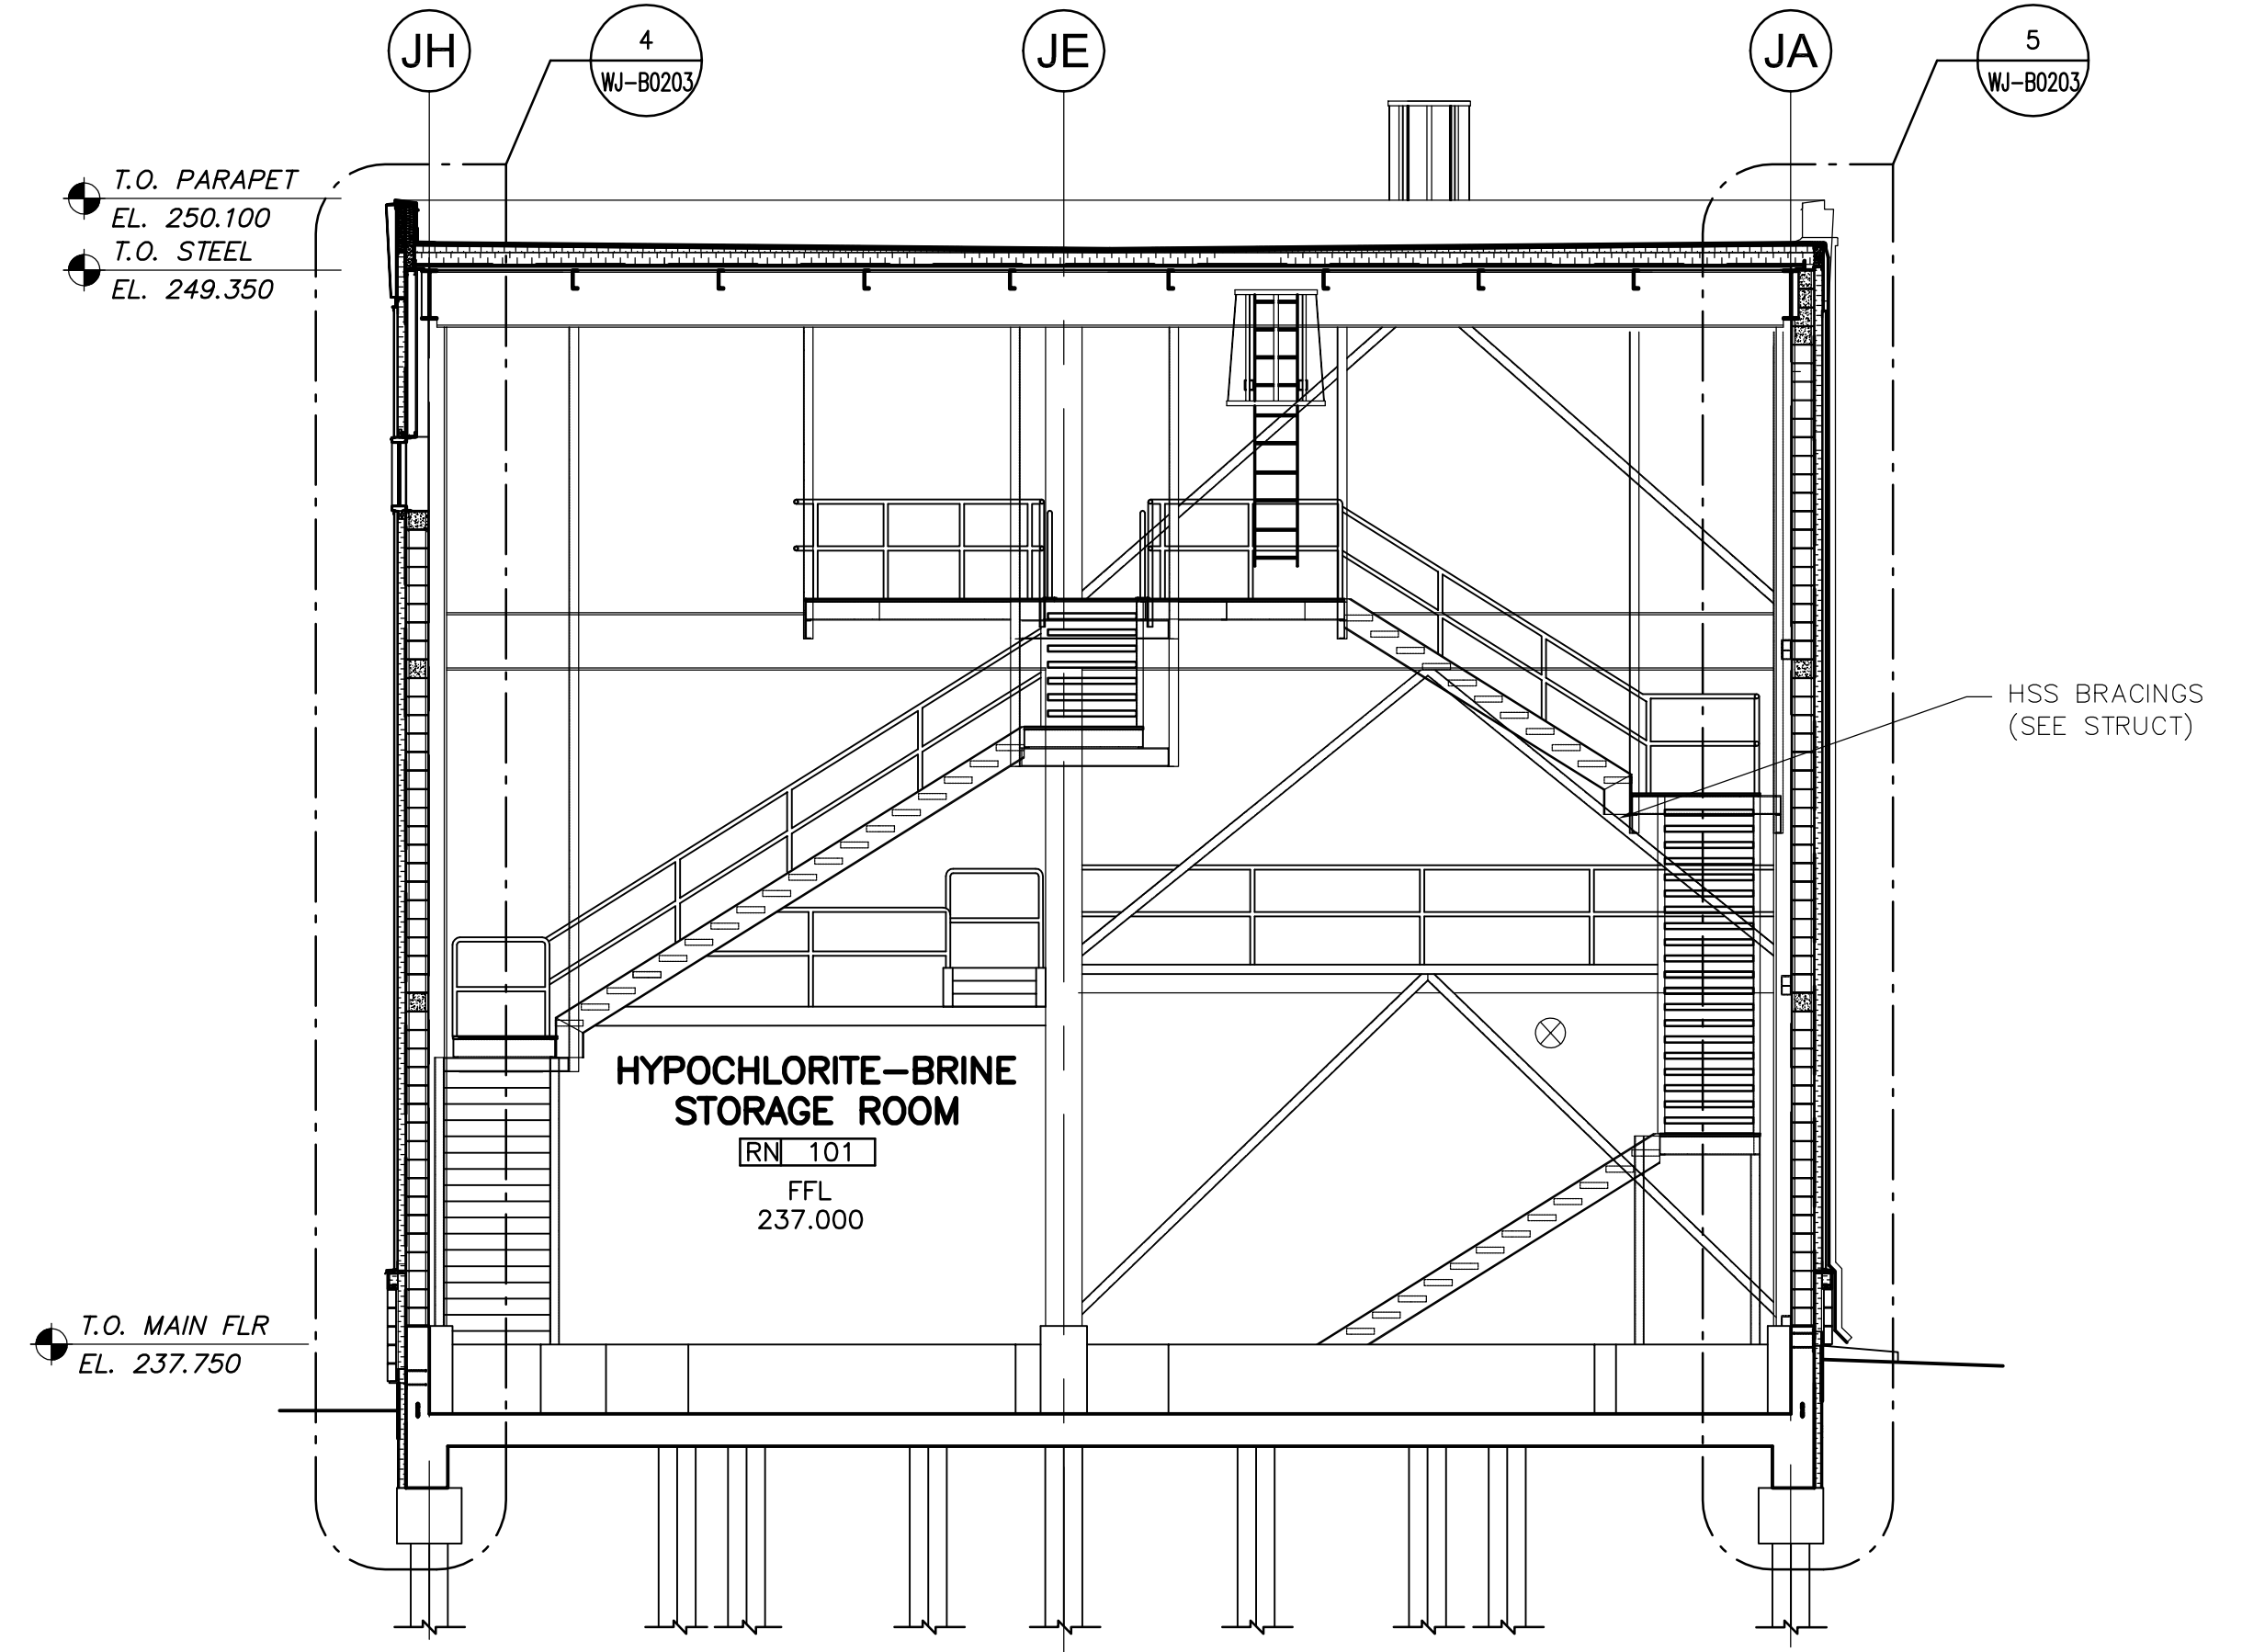 JH
4
WJ-B0203
JE
JA
5
WJ-B0203
T.O. PARAPET
EL. 250.100
T.O. STEEL
EL. 249.350
HSS BRACINGS
(SEE STRUCT)
HYPOCHLORITE-BRINE
STORAGE ROOM
RN 101
FFL
237.000
T.O. MAIN FLR
EL. 237.750